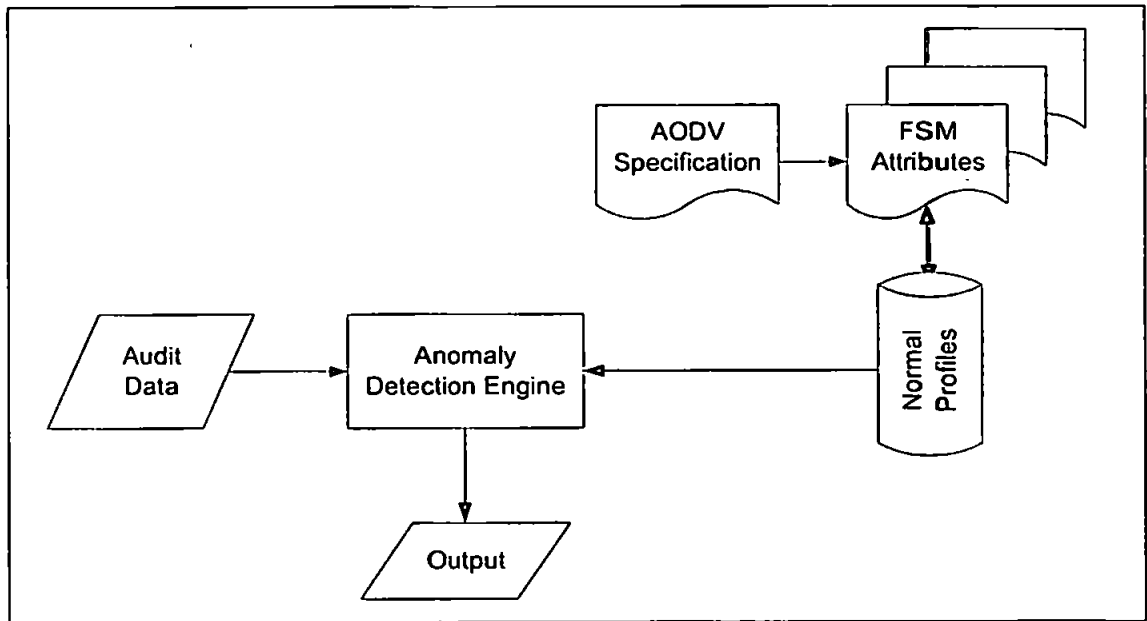 AODV
Specification
FSM
Attributes
Audit
Data
Anomaly
Detection Engine
Normal
Profiles
Output